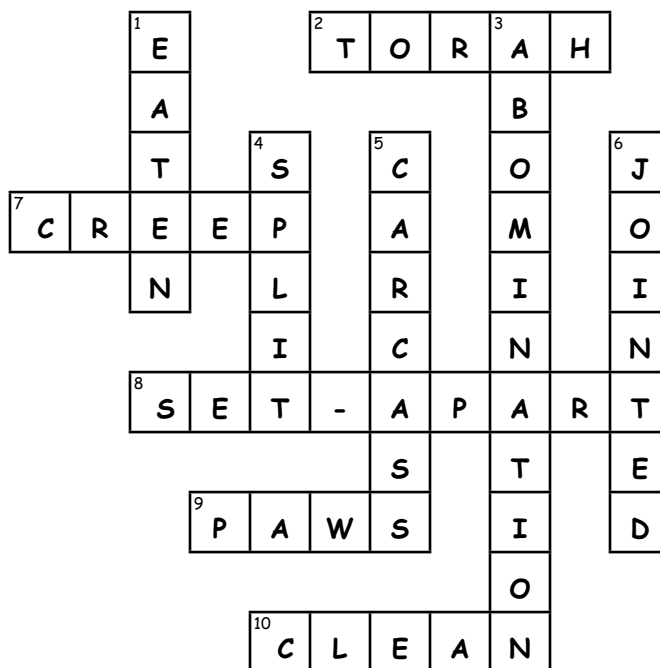 1 E 2 T O R 3 A H
A B
T 4 S 5 C O 6 J
7 C R E E P A M O
N L R I I
I C N N
8 S E T - A P A R T
S T E
9 P A W S I D
O
10 C L E A N